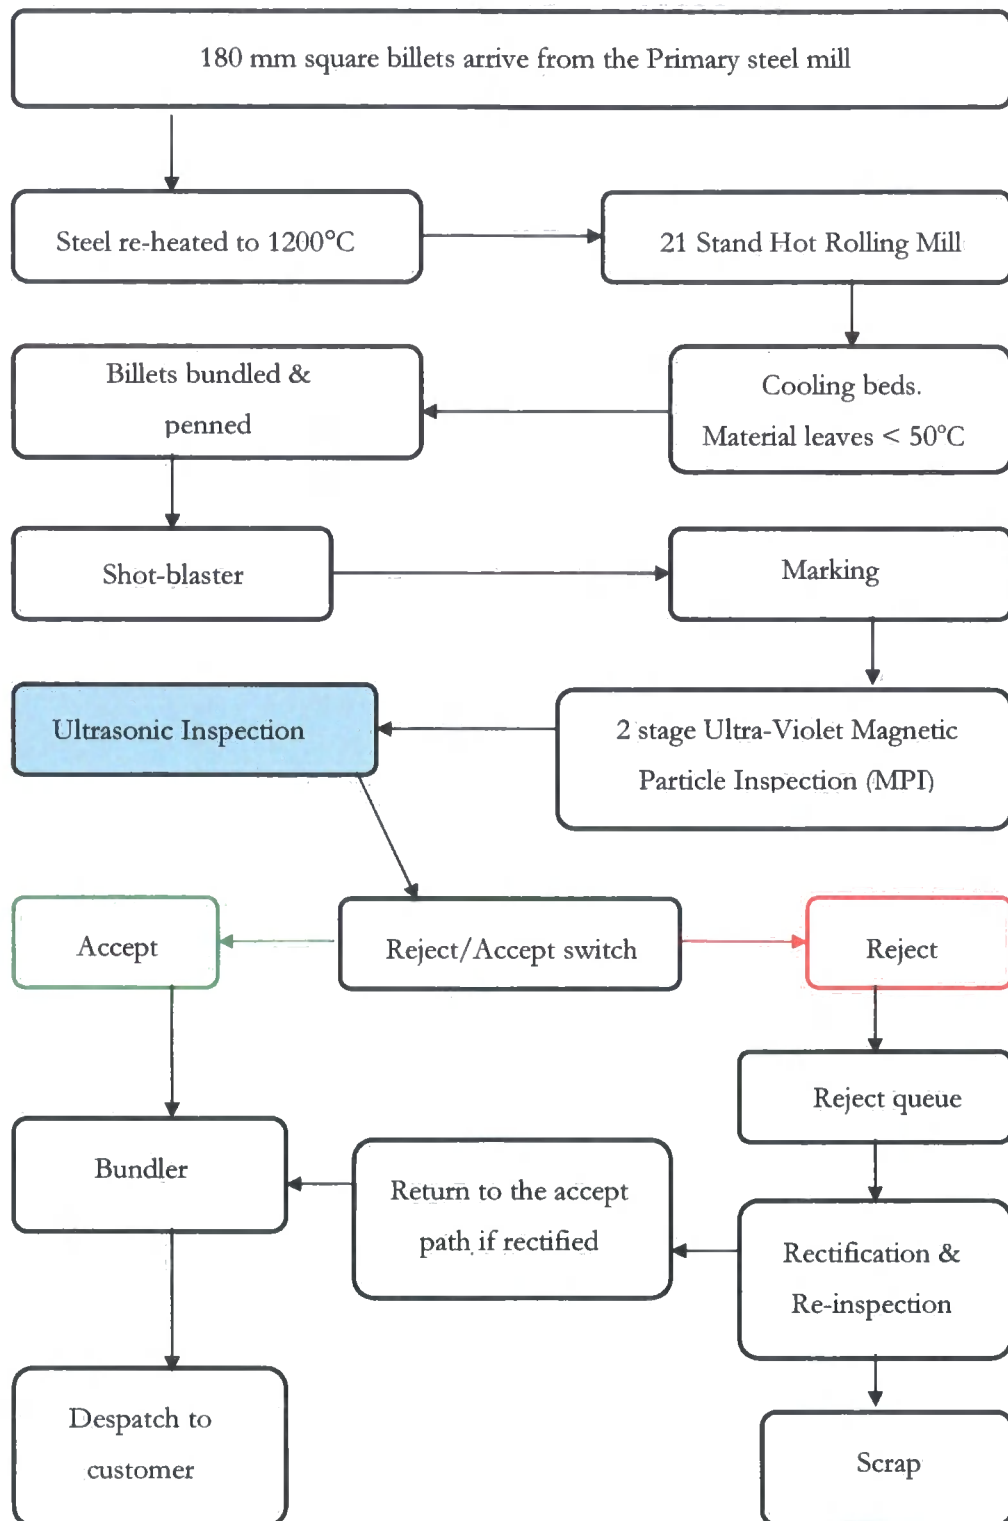 180 mm square billets arrive from the Primary steel mill
Steel re-heated to 1200°C
21 Stand Hot Rolling Mill
Cooling beds.
Material leaves < 50°C
Billets bundled &
penned
Shot-blaster
Marking
2 stage Ultra-Violet Magnetic
Particle Inspection (MPI)
Ultrasonic Inspection
Reject/Accept switch
Accept
Reject
Reject queue
Rectification &
Re-inspection
Return to the accept
path if rectified
Bundler
Despatch to
customer
Scrap